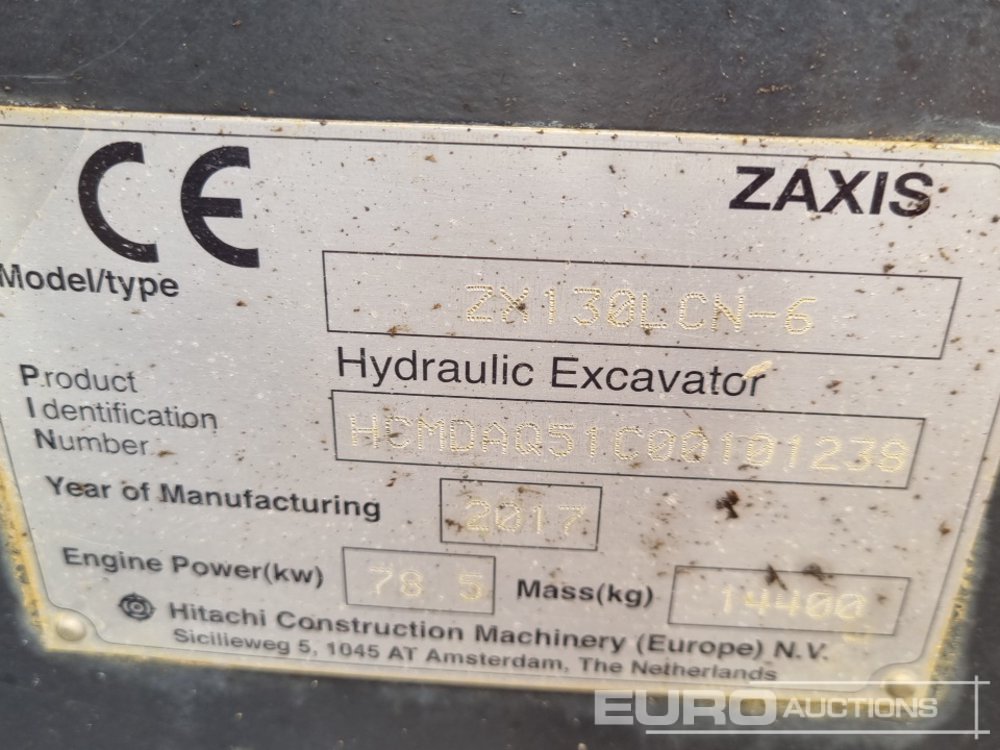 CE ZAXIS
Model/type ZX130LCN-6
Hydraulic Excavator
Product
Identification
Number HCMDAQ51C00101238
Year of Manufacturing 2017
Engine Power(kw) 78 5 Mass(kg) 14400
Hitachi Construction Machinery (Europe) N.V.
Sicilieweg 5, 1045 AT Amsterdam, The Netherlands
EURO AUCTIONS